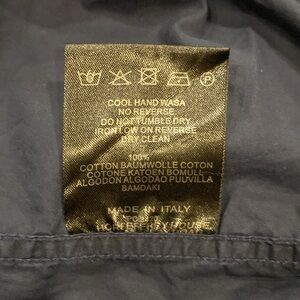 COOL HAND WASA
NO REVERSE
DO NOT TUMBLE DRY
IRON LOW ON REVERSE
DRY CLEAN
100%
COTTON BAUMWOLLE COTON
COTONE KATOEN BOMULL
ALGODON ALGODAO PUUVILLA
BAMDAKI
MADE IN ITALY
HOUSE